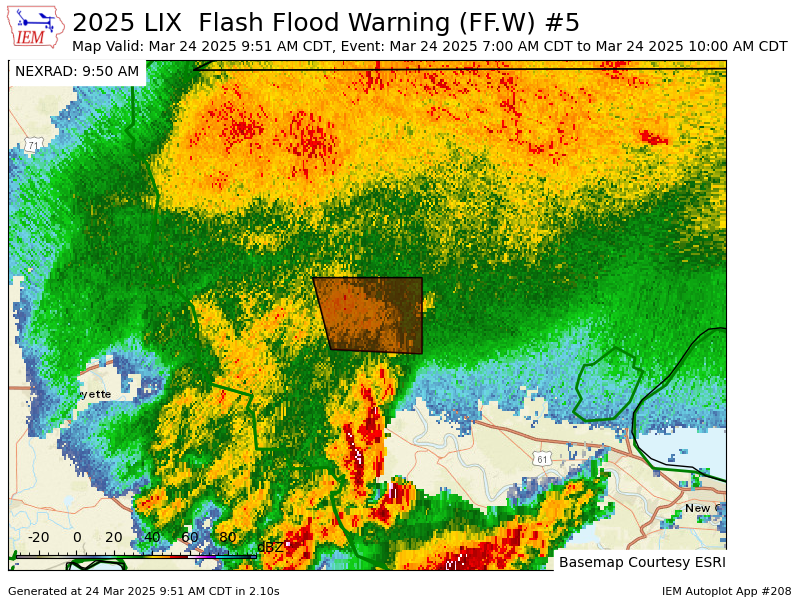 IEM
2025 LIX  Flash Flood Warning (FF.W) #5
Map Valid: Mar 24 2025 9:51 AM CDT, Event: Mar 24 2025 7:00 AM CDT to Mar 24 2025 10:00 AM CDT
NEXRAD: 9:50 AM
71
yette
61
New
-20 0 20 40 60 80
dBZ
Basemap Courtesy ESRI
Generated at 24 Mar 2025 9:51 AM CDT in 2.10s
IEM Autoplot App #208